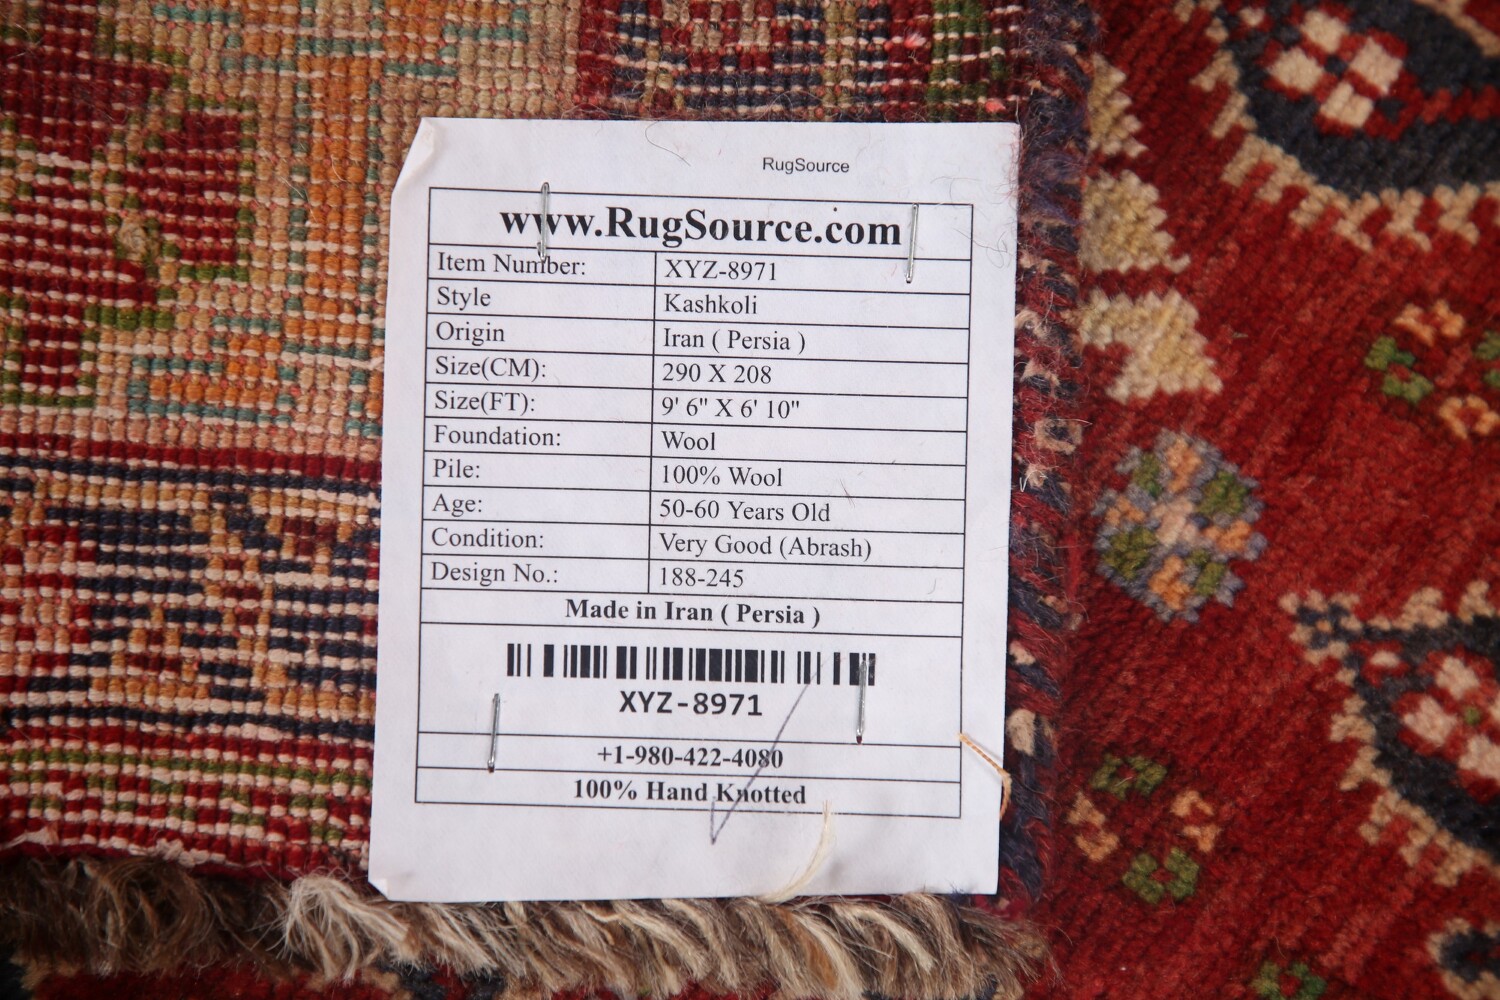 RugSource
www.RugSource.com
Item Number: XYZ-8971
Style Kashkoli
Origin Iran ( Persia )
Size(CM): 290 X 208
Size(FT): 9' 6" X 6' 10"
Foundation: Wool
Pile: 100% Wool
Age: 50-60 Years Old
Condition: Very Good (Abrash)
Design No.: 188-245
Made in Iran ( Persia )
XYZ-8971
+1-980-422-4080
100% Hand Knotted